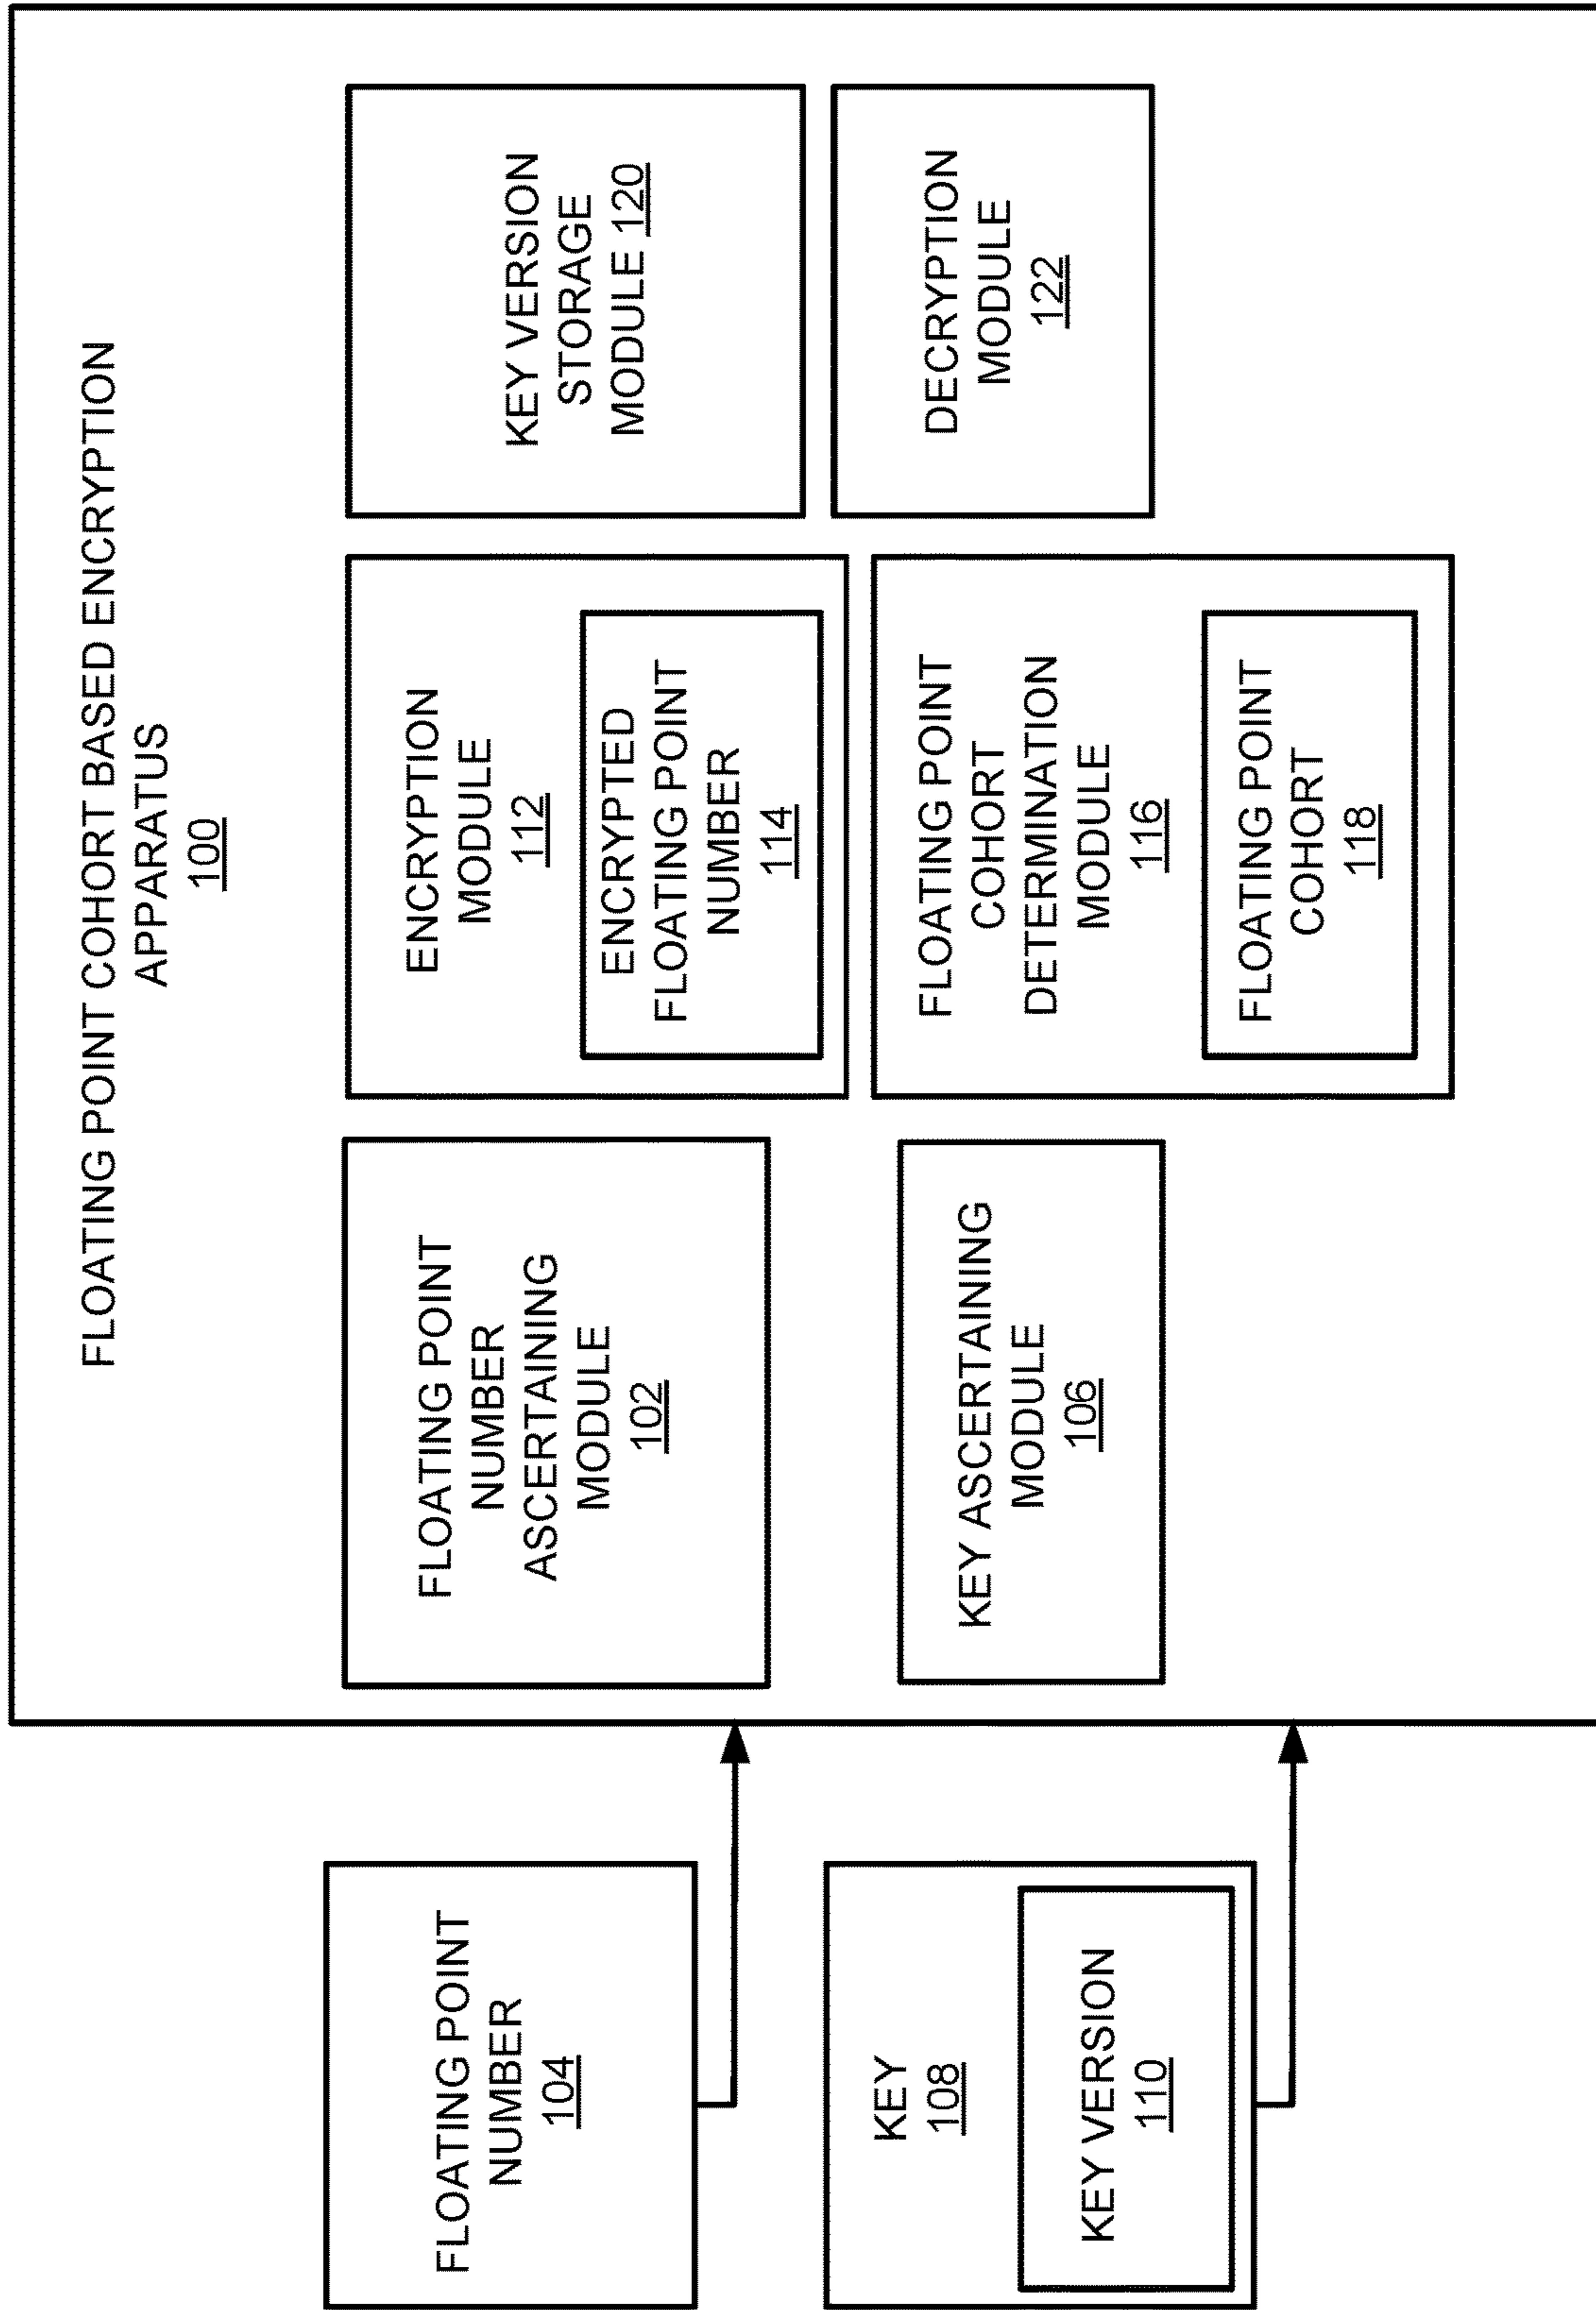 FLOATING POINT COHORT BASED ENCRYPTION
APPARATUS
100
FLOATING POINT
NUMBER
104
KEY
108
KEY VERSION
110
FLOATING POINT
NUMBER
ASCERTAINING
MODULE
102
KEY ASCERTAINING
MODULE
106
ENCRYPTION
MODULE
112
ENCRYPTED
FLOATING POINT
NUMBER
114
FLOATING POINT
COHORT
DETERMINATION
MODULE
116
FLOATING POINT
COHORT
118
KEY VERSION
STORAGE
MODULE 120
DECRYPTION
MODULE
122